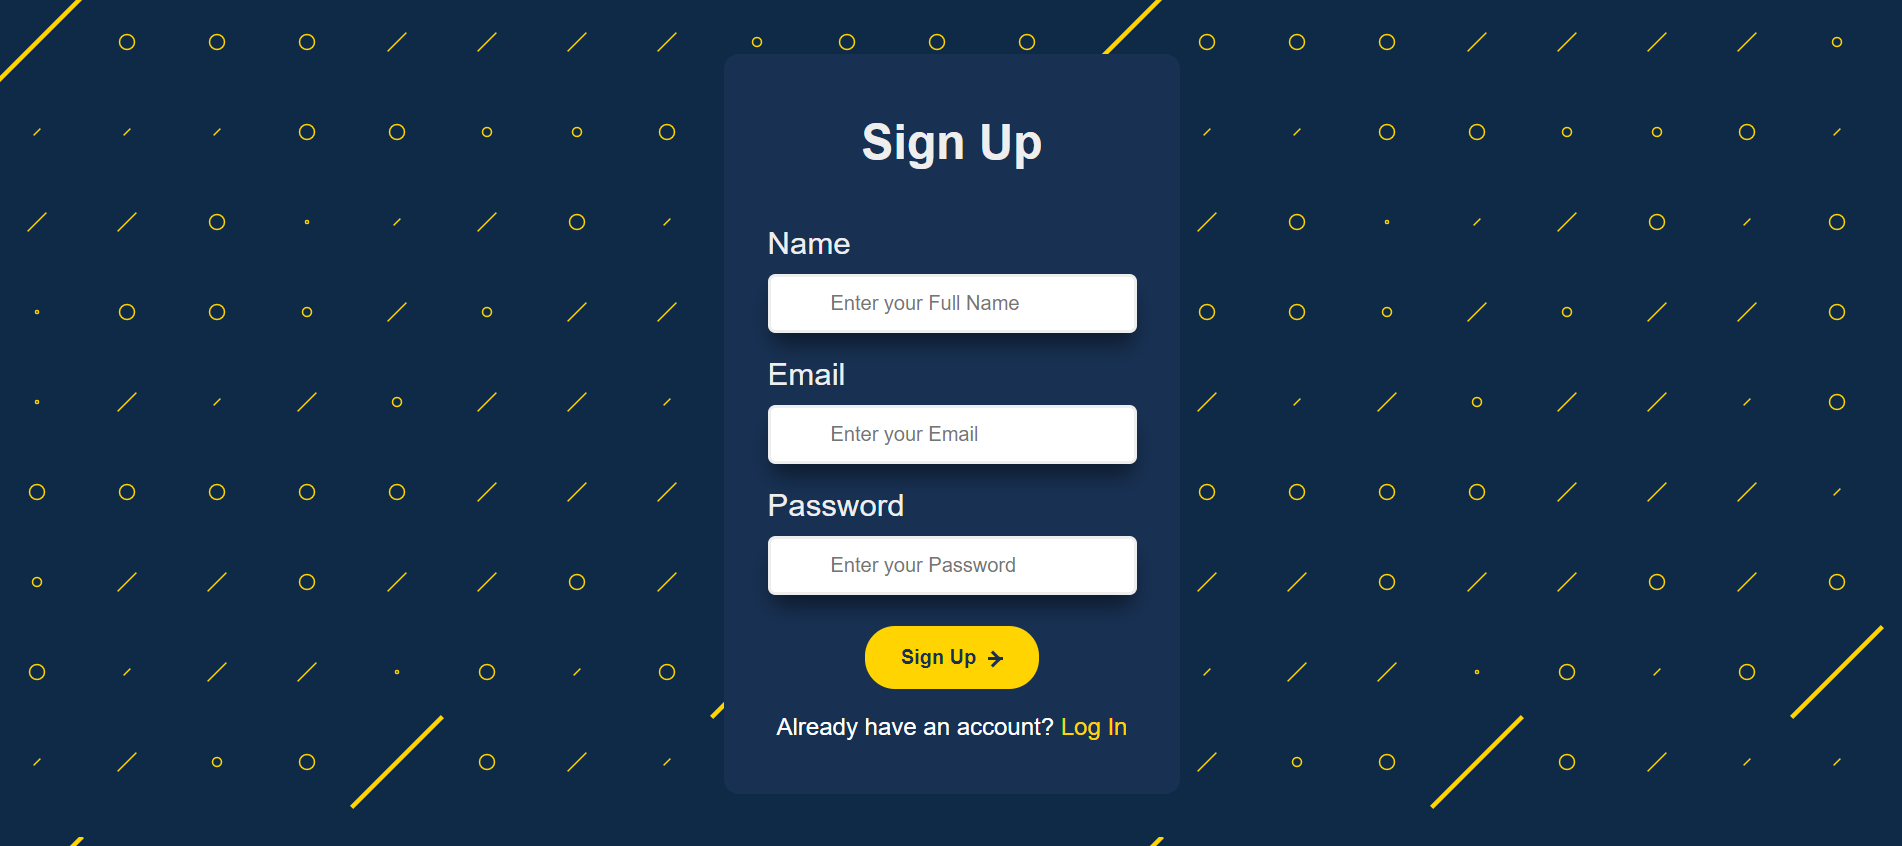 Sign Up
Name
Enter your Full Name
Email
Enter your Email
Password
Enter your Password
Sign Up →
Already have an account? Log In